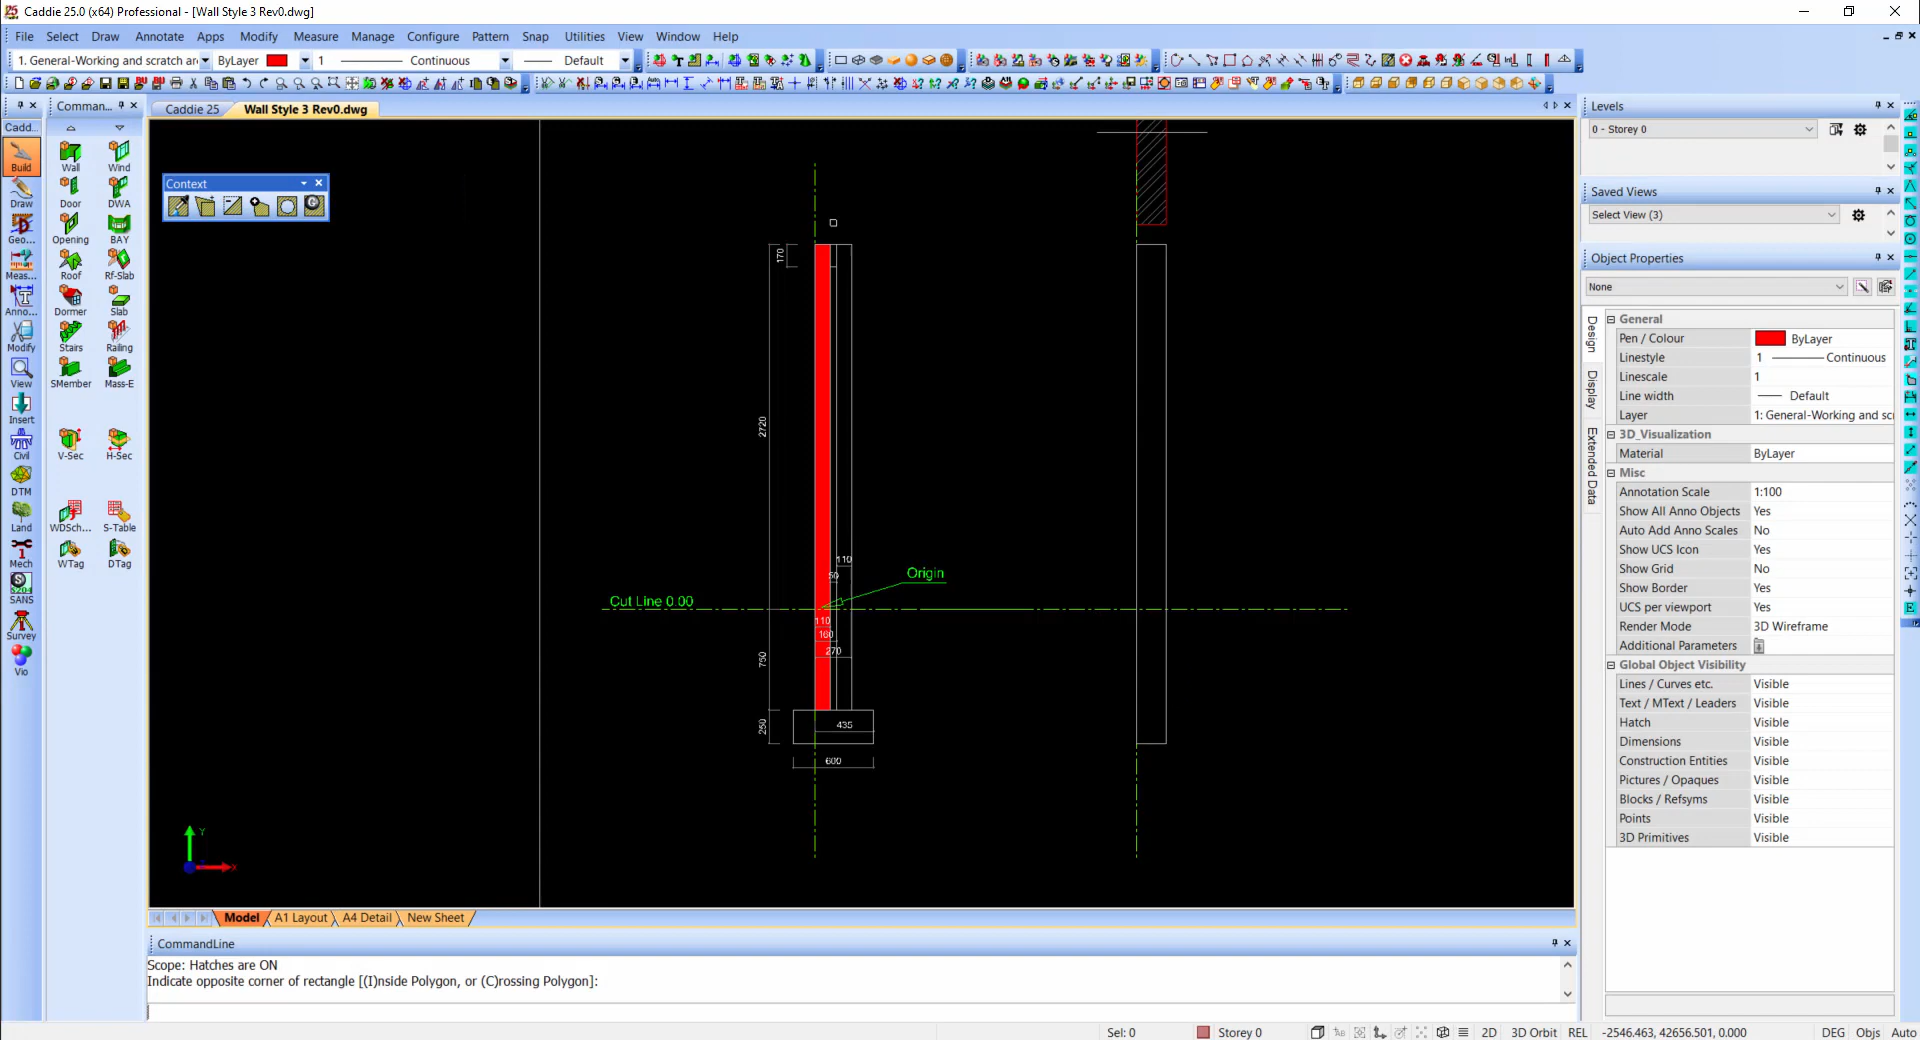 Caddie 25.0 (x64) Professional - [Wall Style 3 Rev0.dwg]
File Select Draw Annotate Apps Modify Measure Manage Configure Pattern Snap Utilities View Window Help
1. General-Working and scratch ar ByLayer 1 Continuous Default
Cadd... Comman...
Caddie 25 Wall Style 3 Rev0.dwg
Build
Draw
Geo...
Meas...
Anno...
Modify
View
Insert
Civil
DTM
Land
Mech
SANS
Survey
Vio
Wall Wind
Door DWA
Opening BAY
Roof Rf-Slab
Dormer Slab
Stairs Railing
SMember Mass-E
V-Sec H-Sec
WDSch... S-Table
WTag DTag
Context
170
2720
110
50
Origin
Cut Line 0.00
110
160
270
750
250
435
600
Y
X
Model A1 Layout A4 Detail New Sheet
CommandLine
Scope: Hatches are ON
Indicate opposite corner of rectangle [(I)nside Polygon, or (C)rossing Polygon]:
Levels
0 - Storey 0
Saved Views
Select View (3)
Object Properties
None
Design
Display
Extended Data
General
Pen / Colour ByLayer
Linestyle 1 Continuous
Linescale 1
Line width Default
Layer 1: General-Working and scr
3D_Visualization
Material ByLayer
Misc
Annotation Scale 1:100
Show All Anno Objects Yes
Auto Add Anno Scales No
Show UCS Icon Yes
Show Grid No
Show Border Yes
UCS per viewport Yes
Render Mode 3D Wireframe
Additional Parameters
Global Object Visibility
Lines / Curves etc. Visible
Text / MText / Leaders Visible
Hatch Visible
Dimensions Visible
Construction Entities Visible
Pictures / Opaques Visible
Blocks / Refsyms Visible
Points Visible
3D Primitives Visible
Sel: 0 Storey 0 2D 3D Orbit REL -2546.463, 42656.501, 0.000 DEG Objs Auto